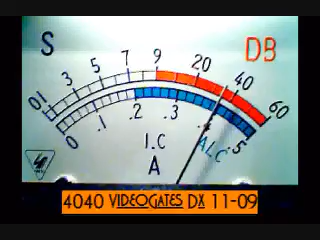 S DB
01 3 5 7 9 20 40 60
0 .1 .2 .3 ALC .5
I.C
A
4040 VIDEOGATES DX 11-09